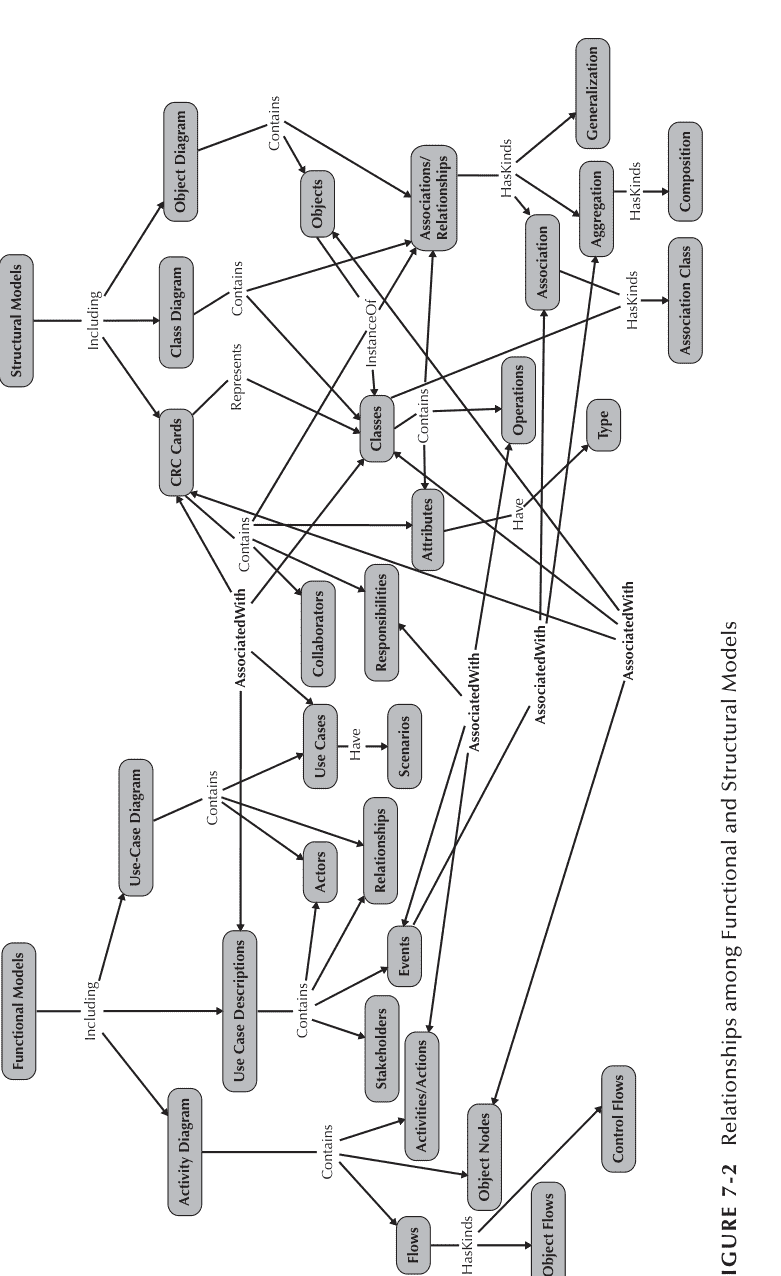 Functional Models
Structural Models
Including
Including
Activity Diagram
Use Case Descriptions
Use-Case Diagram
CRC Cards
Class Diagram
Object Diagram
Contains
Contains
Contains
AssociatedWith
Contains
Represents
Contains
Contains
Flows
Object Nodes
Activities/Actions
Stakeholders
Events
Actors
Relationships
Use Cases
Have
Scenarios
Collaborators
Responsibilities
Attributes
Classes
InstanceOf
Objects
Associations/
Relationships
Contains
HasKinds
Object Flows
Control Flows
AssociatedWith
AssociatedWith
AssociatedWith
Have
Type
Operations
Association
HasKinds
Aggregation
Generalization
HasKinds
Association Class
HasKinds
Composition
IGURE 7-2 Relationships among Functional and Structural Models